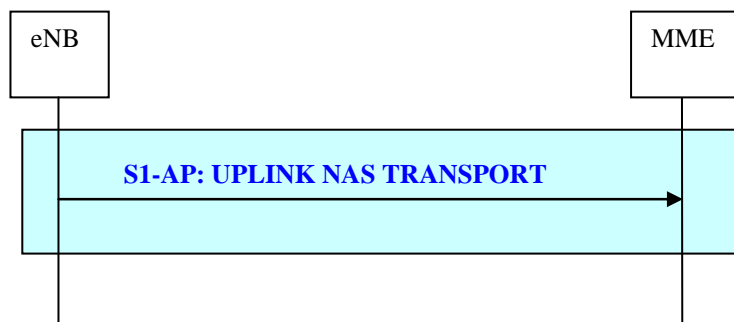 eNB
MME
S1-AP: UPLINK NAS TRANSPORT